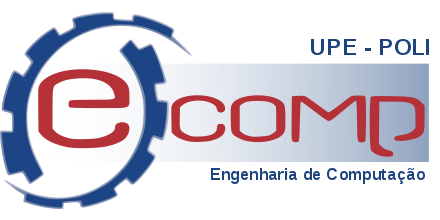 UPE - POLI
ecomp
Engenharia de Computação